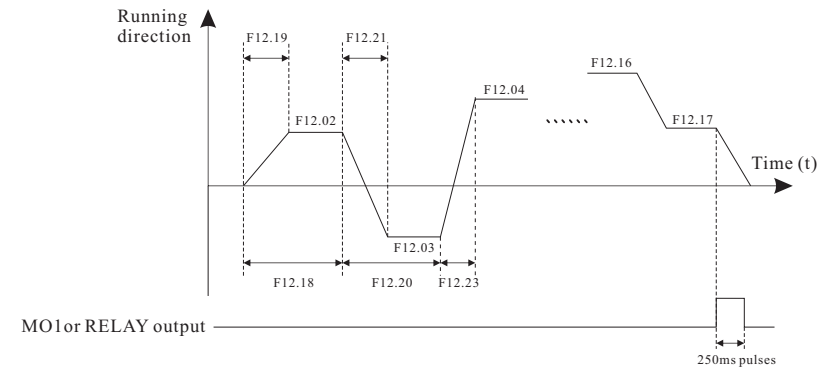 Running
direction
F12.19
F12.21
F12.16
F12.04
F12.02
F12.17
Time (t)
F12.03
F12.18
F12.20
F12.23
MO1or RELAY output
250ms pulses